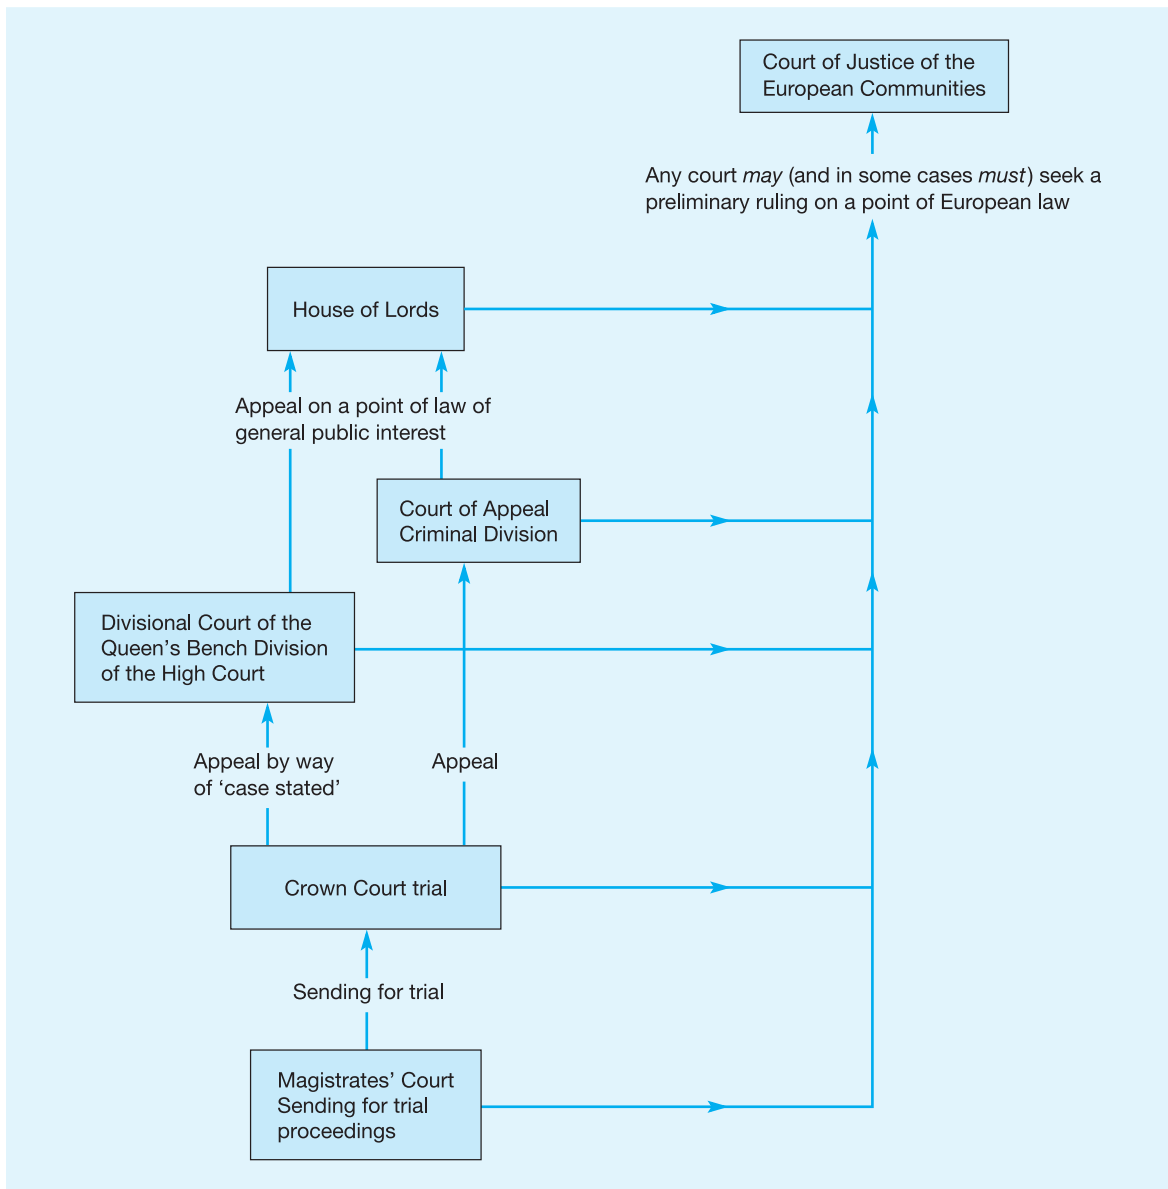 Court of Justice of the
European Communities
Any court may (and in some cases must) seek a
preliminary ruling on a point of European law
House of Lords
Appeal on a point of law of
general public interest
Court of Appeal
Criminal Division
Divisional Court of the
Queen’s Bench Division
of the High Court
Appeal by way
of ‘case stated’
Appeal
Crown Court trial
Sending for trial
Magistrates’ Court
Sending for trial
proceedings